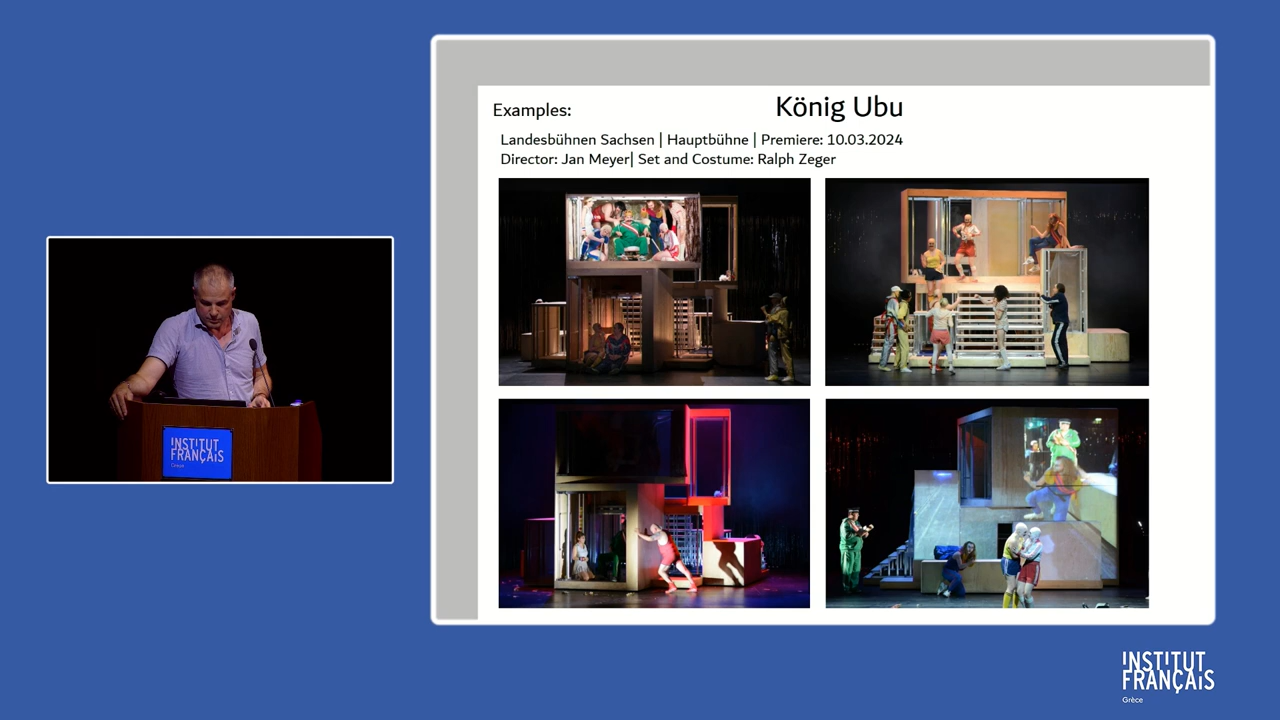 Examples:
König Ubu
Landesbühnen Sachsen | Hauptbühne | Premiere: 10.03.2024
Director: Jan Meyer| Set and Costume: Ralph Zeger
INSTITUT
FRANÇAIS
Grèce
INSTITUT
FRANÇAIS
Grèce